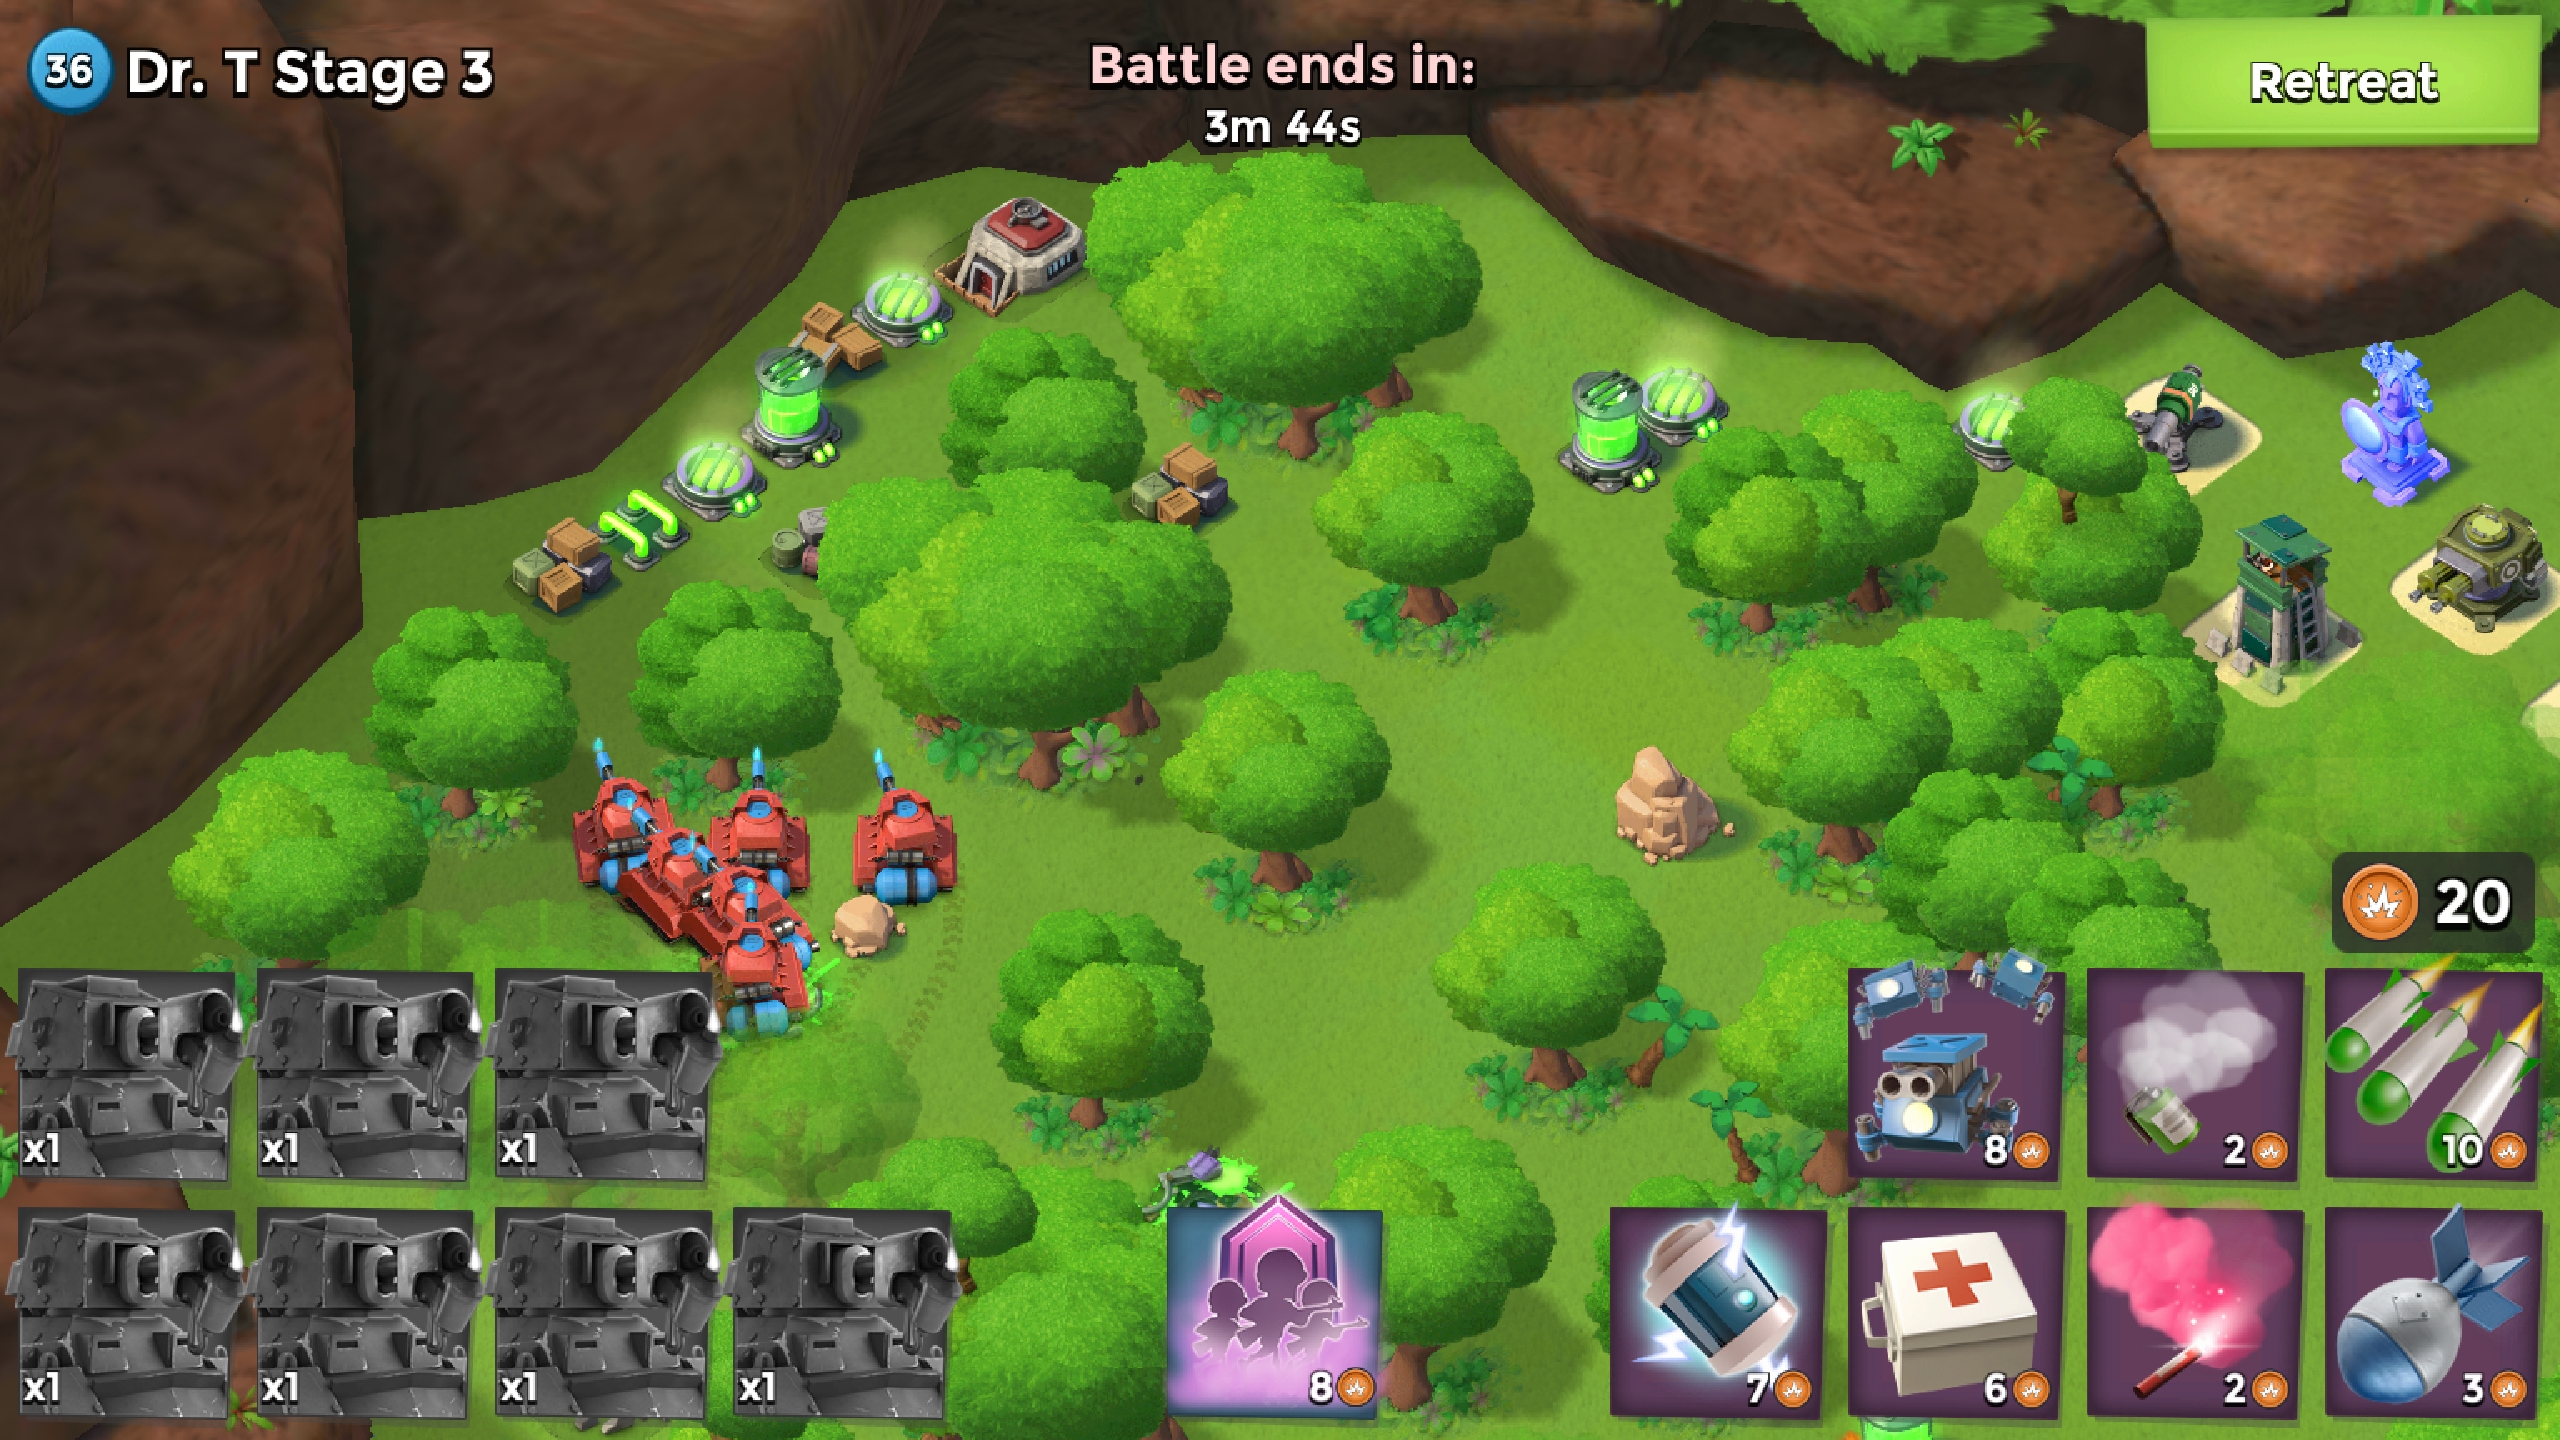 36 Dr. T Stage 3
Battle ends in:
3m 44s
Retreat
20
x1 x1 x1
8 2 10
x1 x1 x1 x1
8
7 6 2 3